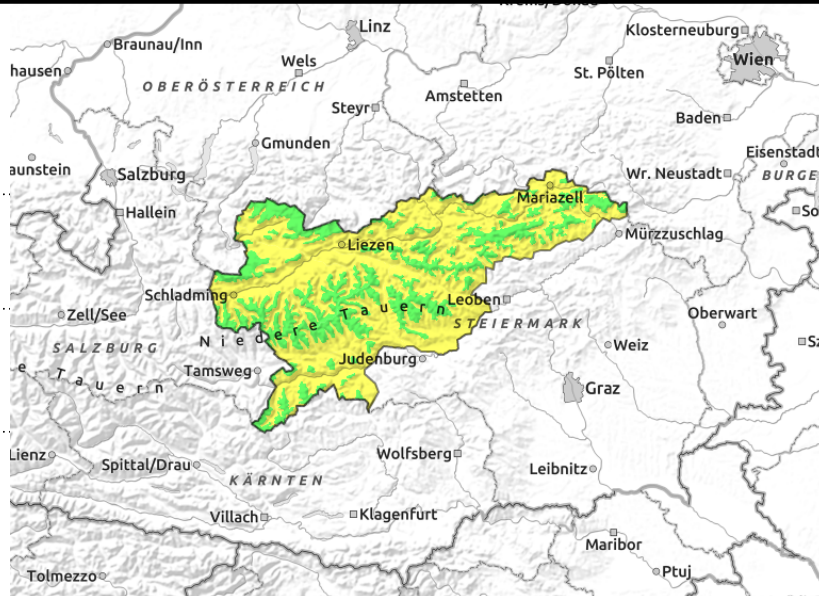 Linz
Klosterneuburg
Braunau/Inn
Wels
Wien
hausen
St. Pölten
OBERÖSTERREICH
Amstetten
Steyr
Baden
Gmunden
Eisenstadt
aunstein
Salzburg
Wr. Neustadt
BURGE
Mariazell
Hallein
So
Mürzzuschlag
Liezen
Schladming
Leoben
Zell/See
Oberwart
Niedere Tauern
STEIERMARK
SALZBURG
Weiz
Sz
Judenburg
e Tauern
Tamsweg
Graz
Lienz
Wolfsberg
Spittal/Drau
Leibnitz
KÄRNTEN
Villach
Klagenfurt
Maribor
Tolmezzo
Ptuj